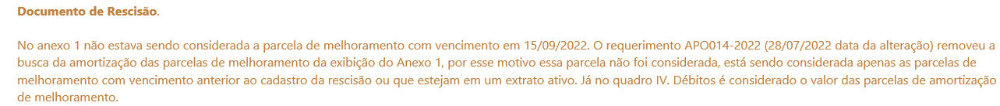 Documento de Rescisão.
No anexo 1 não estava sendo considerada a parcela de melhoramento com vencimento em 15/09/2022. O requerimento APO014-2022 (28/07/2022 data da alteração) removeu a
busca da amortização das parcelas de melhoramento da exibição do Anexo 1, por esse motivo essa parcela não foi considerada, está sendo considerada apenas as parcelas de
melhoramento com vencimento anterior ao cadastro da rescisão ou que estejam em um extrato ativo. Já no quadro IV. Débitos é considerado o valor das parcelas de amortização
de melhoramento.